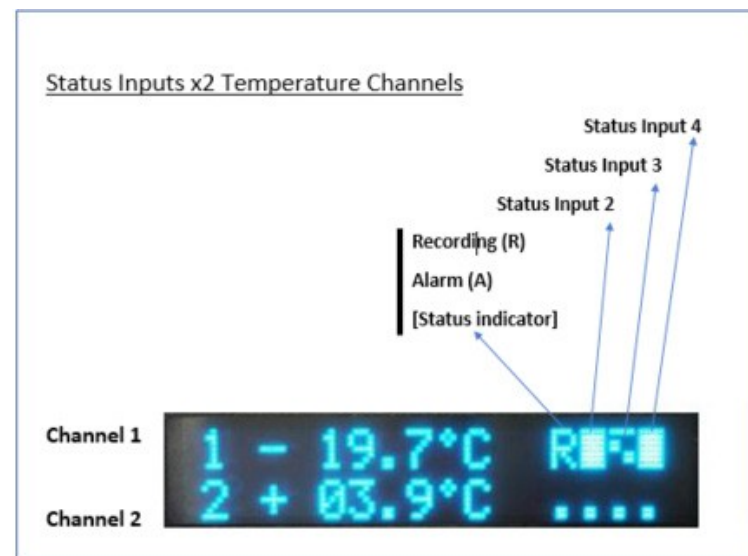 Status Inputs x2 Temperature Channels
Status Input 4
Status Input 3
Status Input 2
Recording (R)
Alarm (A)
[Status indicator]
Channel 1
1 - 19.7°C R
2 + 03.9°C ....
Channel 2